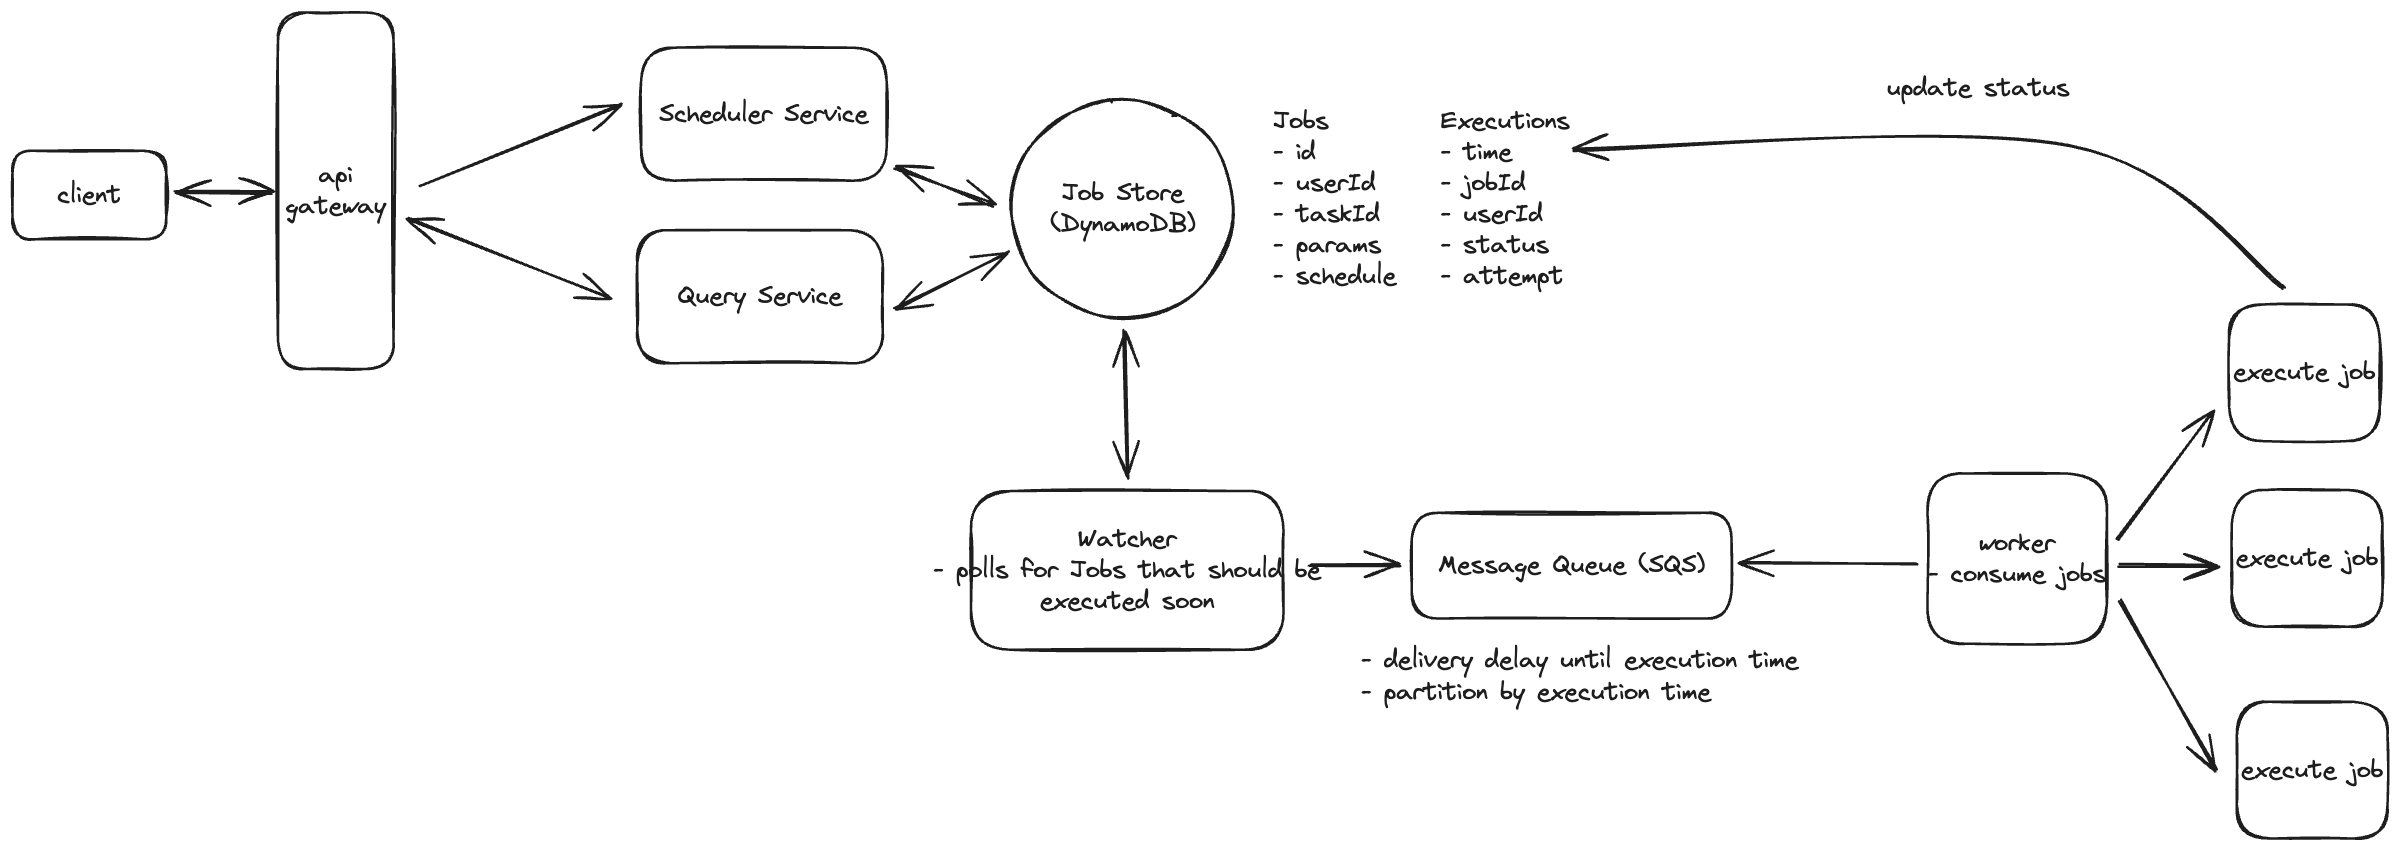 client
api
gateway
Scheduler Service
Query Service
Job Store
(DynamoDB)
Jobs
- id
- userId
- taskId
- params
- schedule
Executions
- time
- jobId
- userId
- status
- attempt
update status
Watcher
- polls for Jobs that should be
executed soon
Message Queue (SQS)
- delivery delay until execution time
- partition by execution time
worker
- consume jobs
execute job
execute job
execute job